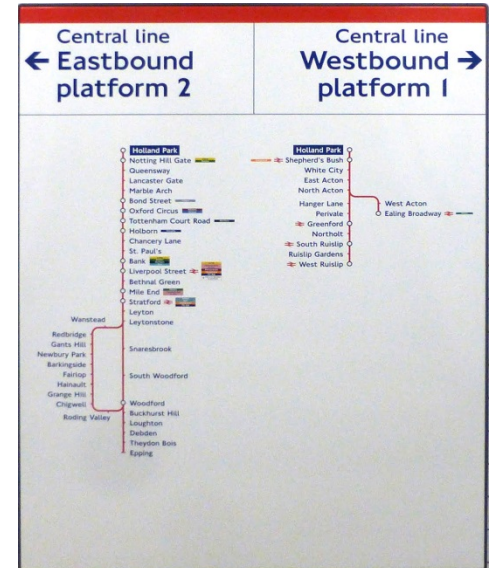 Central line
← Eastbound
platform 2
Central line
Westbound →
platform 1
Holland Park
Notting Hill Gate
Queensway
Lancaster Gate
Marble Arch
Bond Street
Oxford Circus
Tottenham Court Road
Holborn
Chancery Lane
St. Paul's
Bank
Liverpool Street
Bethnal Green
Mile End
Stratford
Leyton
Leytonstone
Wanstead
Redbridge
Gants Hill
Newbury Park
Barkingside
Fairlop
Hainault
Grange Hill
Chigwell
Roding Valley
Snaresbrook
South Woodford
Woodford
Buckhurst Hill
Loughton
Debden
Theydon Bois
Epping
Holland Park
Shepherd's Bush
White City
East Acton
North Acton
Hanger Lane
Perivale
Greenford
Northolt
South Ruislip
Ruislip Gardens
West Ruislip
West Acton
Ealing Broadway